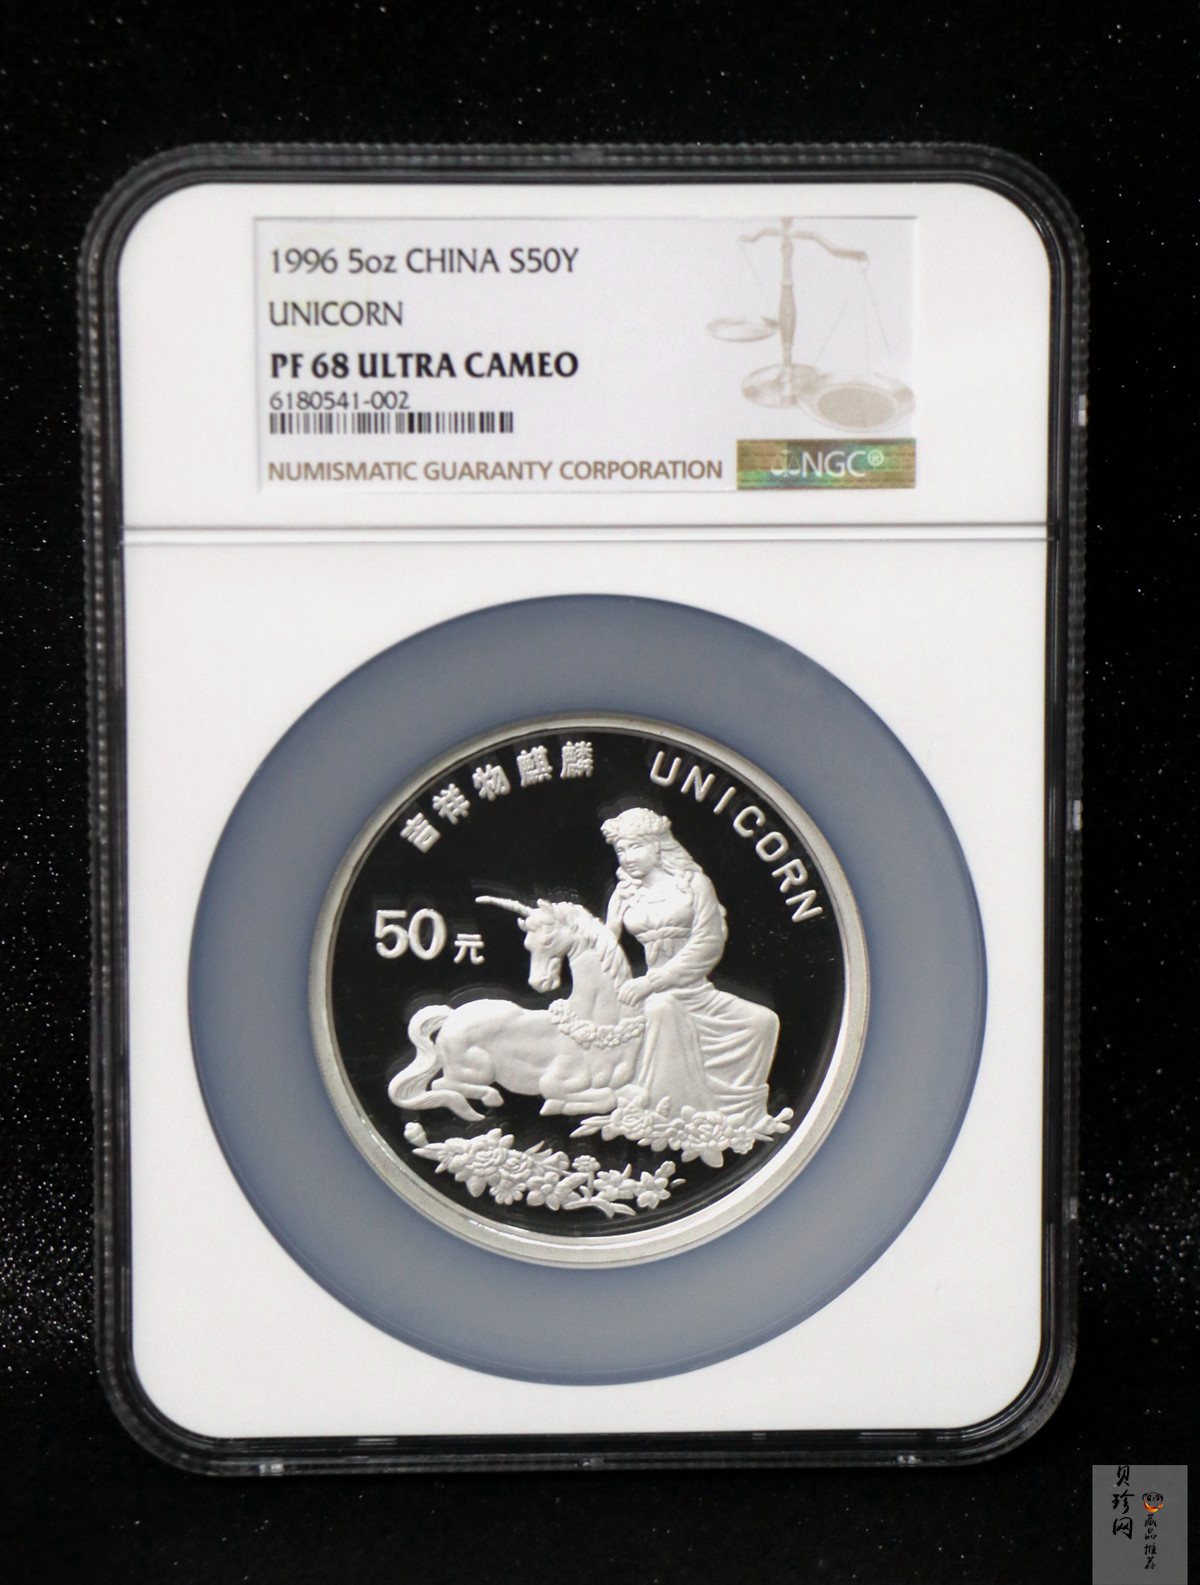 1996 5oz CHINA S50Y
UNICORN
PF 68 ULTRA CAMEO
6180541-002
NUMISMATIC GUARANTY CORPORATION
NGC®
吉祥物麒麟 UNICORN
50元
贝珍网
藏品推荐